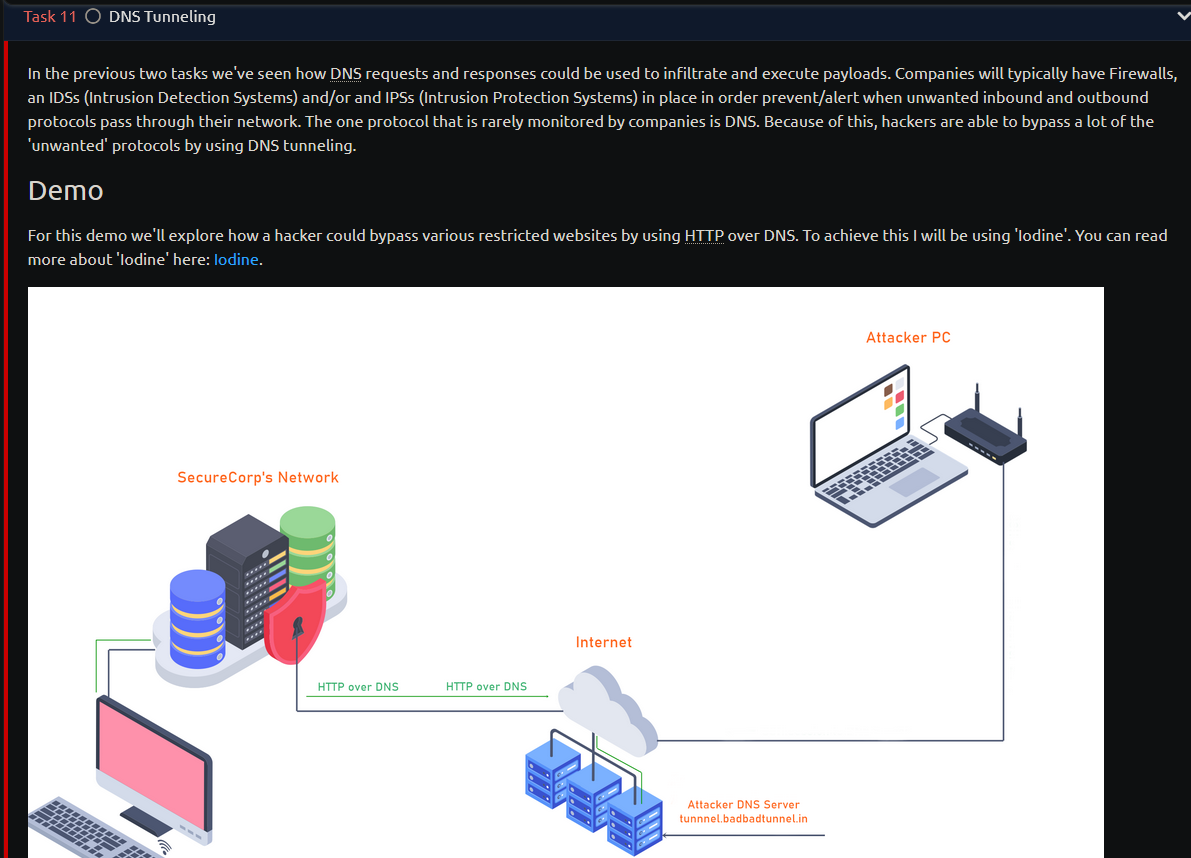 Task 11 DNS Tunneling
In the previous two tasks we've seen how DNS requests and responses could be used to infiltrate and execute payloads. Companies will typically have Firewalls,
an IDSs (Intrusion Detection Systems) and/or and IPSs (Intrusion Protection Systems) in place in order prevent/alert when unwanted inbound and outbound
protocols pass through their network. The one protocol that is rarely monitored by companies is DNS. Because of this, hackers are able to bypass a lot of the
'unwanted' protocols by using DNS tunneling.
Demo
For this demo we'll explore how a hacker could bypass various restricted websites by using HTTP over DNS. To achieve this I will be using 'Iodine'. You can read
more about 'Iodine' here: Iodine.
Attacker PC
SecureCorp's Network
Internet
HTTP over DNS HTTP over DNS
Attacker DNS Server
tunnnel.badbadtunnel.in